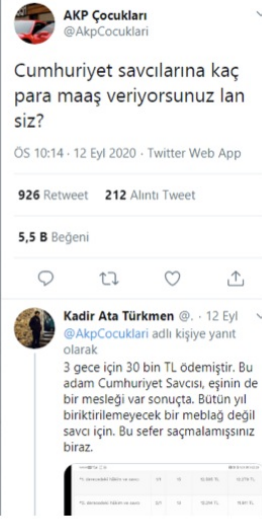 AKP Çocukları
@AkpCocuklari
Cumhuriyet savcılarına kaç
para maaş veriyorsunuz lan
siz?
ÖS 10:14 · 12 Eyl 2020 · Twitter Web App
926 Retweet 212 Alıntı Tweet
5,5 B Beğeni
Kadir Ata Türkmen @. · 12 Eyl
@AkpCocuklari adlı kişiye yanıt
olarak
3 gece için 30 bin TL ödemiştir. Bu
adam Cumhuriyet Savcısı, eşinin de
bir mesleği var sonuçta. Bütün yıl
biriktirilemeyecek bir meblağ değil
savcı için. Bu sefer saçmalamışsınız
biraz.